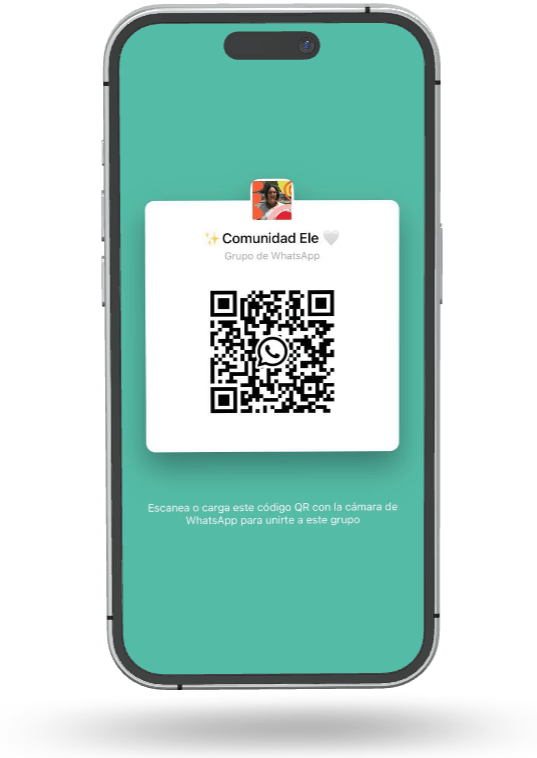 ✨Comunidad Ele 🤍
Grupo de WhatsApp
Escanea o carga este código QR con la cámara de
WhatsApp para unirte a este grupo